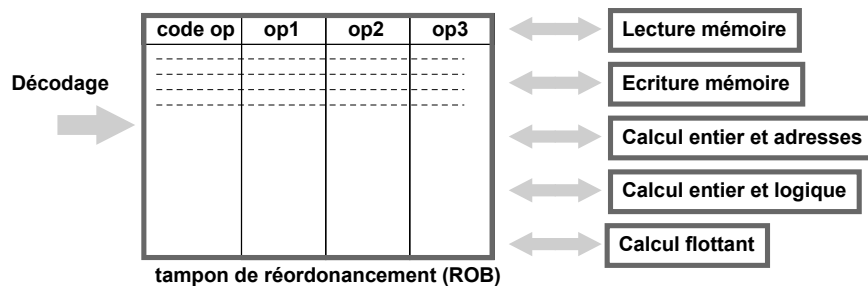 code op op1 op2 op3
Lecture mémoire
Décodage
Ecriture mémoire
Calcul entier et adresses
Calcul entier et logique
Calcul flottant
tampon de réordonancement (ROB)